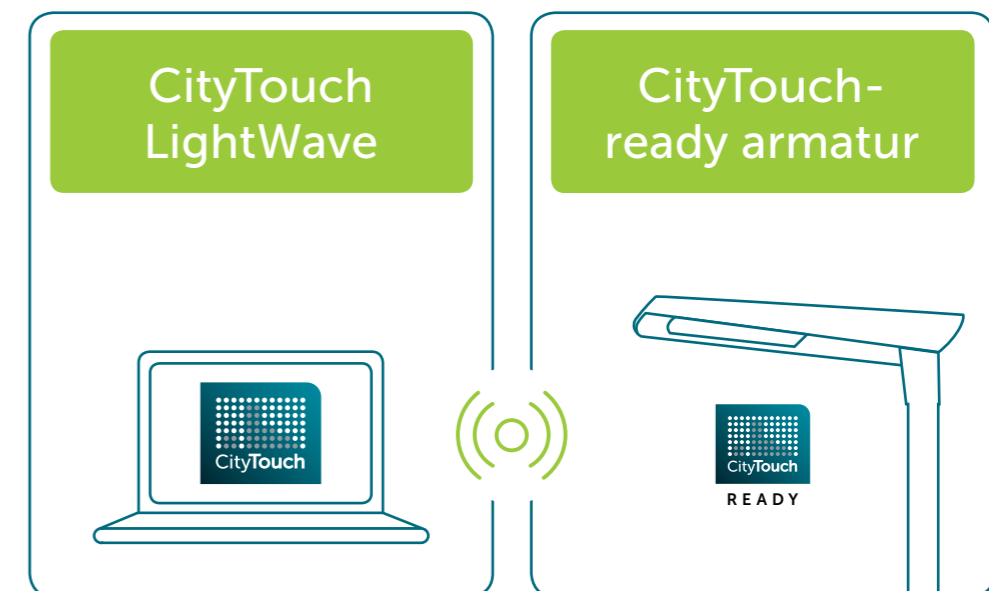 CityTouch
LightWave
CityTouch-
ready armatur
CityTouch
CityTouch
READY